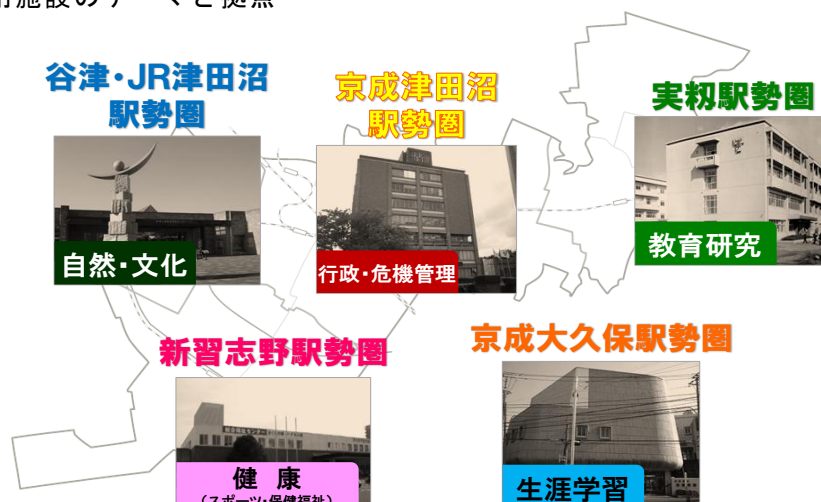 施設のテーマと拠点
谷津・JR津田沼
駅勢圏
京成津田沼
駅勢圏
実籾駅勢圏
自然・文化
行政・危機管理
教育研究
新習志野駅勢圏
京成大久保駅勢圏
健 康
(スポーツ・保健福祉)
生涯学習